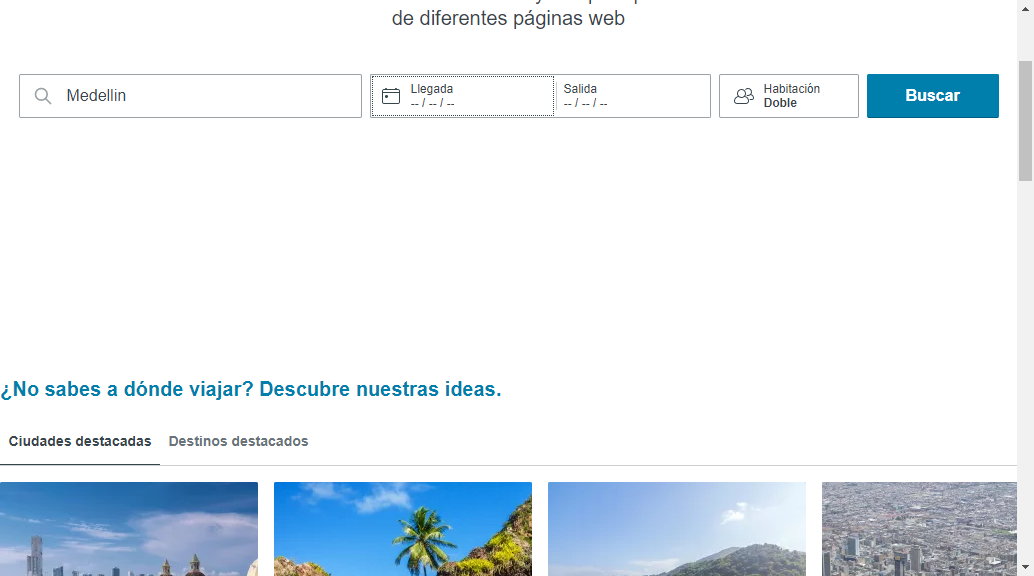 de diferentes páginas web
Medellin
Llegada
-- / -- / --
Salida
-- / -- / --
Habitación
Doble
Buscar
¿No sabes a dónde viajar? Descubre nuestras ideas.
Ciudades destacadas
Destinos destacados